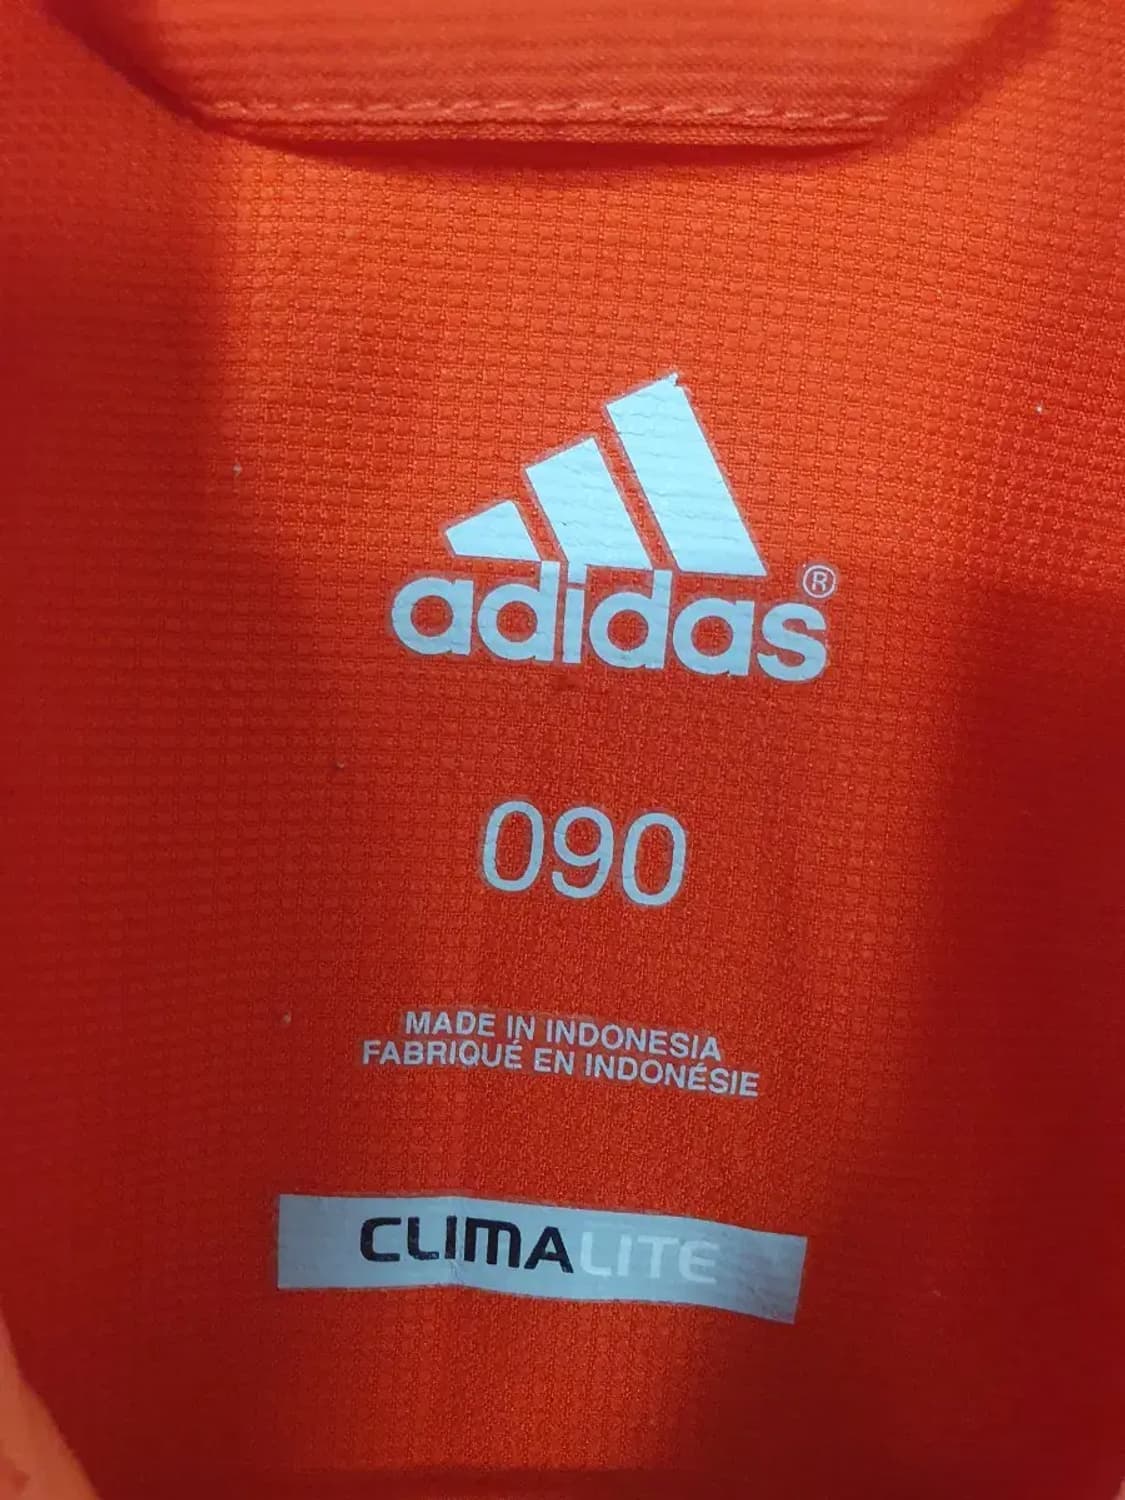 adidas®
090
MADE IN INDONESIA
FABRIQUÉ EN INDONÉSIE
CLIMALITE